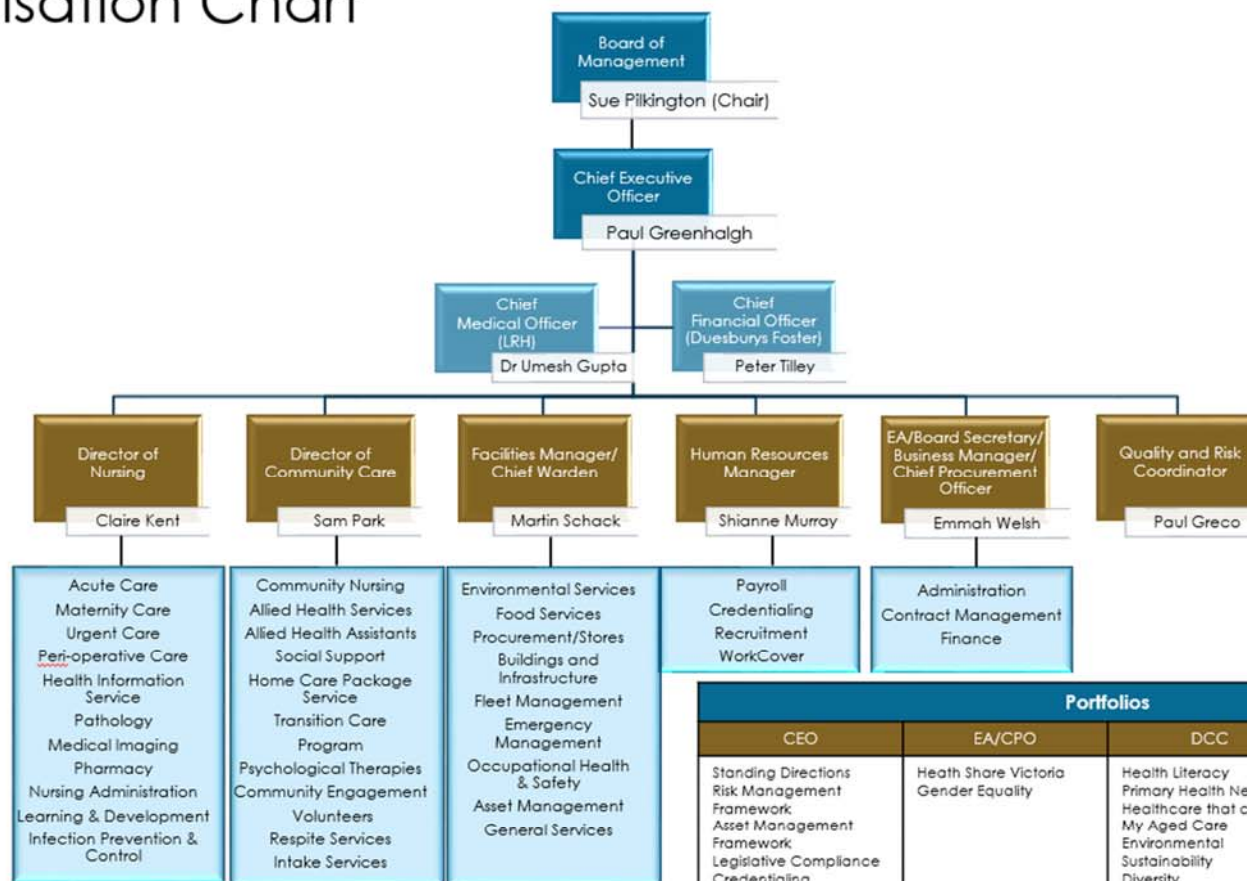 isation Chart
Board of
Management
Sue Pilkington (Chair)
Chief Executive
Officer
Paul Greenhalgh
Chief
Medical Officer
(LRH)
Dr Umesh Gupta
Chief
Financial Officer
(Duesburys Foster)
Peter Tilley
Director of
Nursing
Claire Kent
Director of
Community Care
Sam Park
Facilities Manager/
Chief Warden
Martin Schack
Human Resources
Manager
Shianne Murray
EA/Board Secretary/
Business Manager/
Chief Procurement
Officer
Emmah Welsh
Quality and Risk
Coordinator
Paul Greco
Acute Care
Maternity Care
Urgent Care
Peri-operative Care
Health Information
Service
Pathology
Medical Imaging
Pharmacy
Nursing Administration
Learning & Development
Infection Prevention &
Control
Community Nursing
Allied Health Services
Allied Health Assistants
Social Support
Home Care Package
Service
Transition Care
Program
Psychological Therapies
Community Engagement
Volunteers
Respite Services
Intake Services
Environmental Services
Food Services
Procurement/Stores
Buildings and
Infrastructure
Fleet Management
Emergency
Management
Occupational Health
& Safety
Asset Management
General Services
Payroll
Credentialing
Recruitment
WorkCover
Administration
Contract Management
Finance
Portfolios
CEO
Standing Directions
Risk Management
Framework
Asset Management
Framework
Legislative Compliance
Credentialing
EA/CPO
Heath Share Victoria
Gender Equality
DCC
Health Literacy
Primary Health Ne
Healthcare that c
My Aged Care
Environmental
Sustainability
Diversity